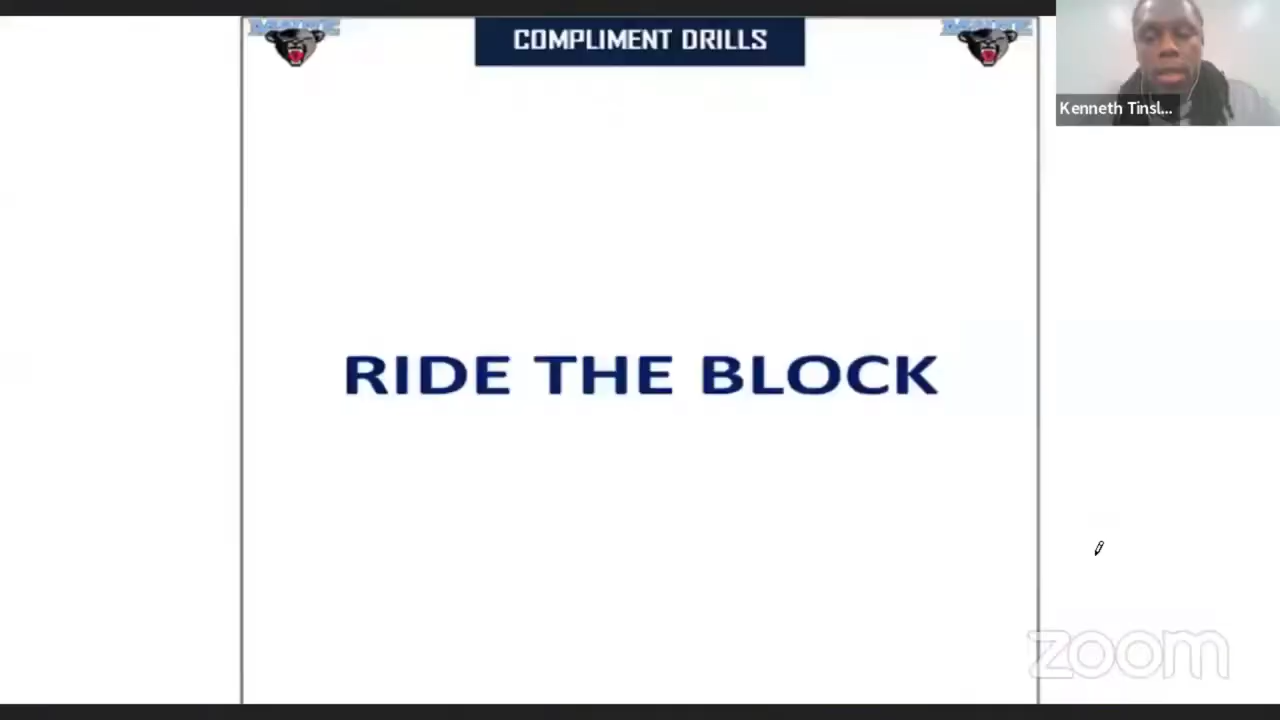 COMPLIMENT DRILLS
Kenneth Tinsl...
RIDE THE BLOCK
zoom